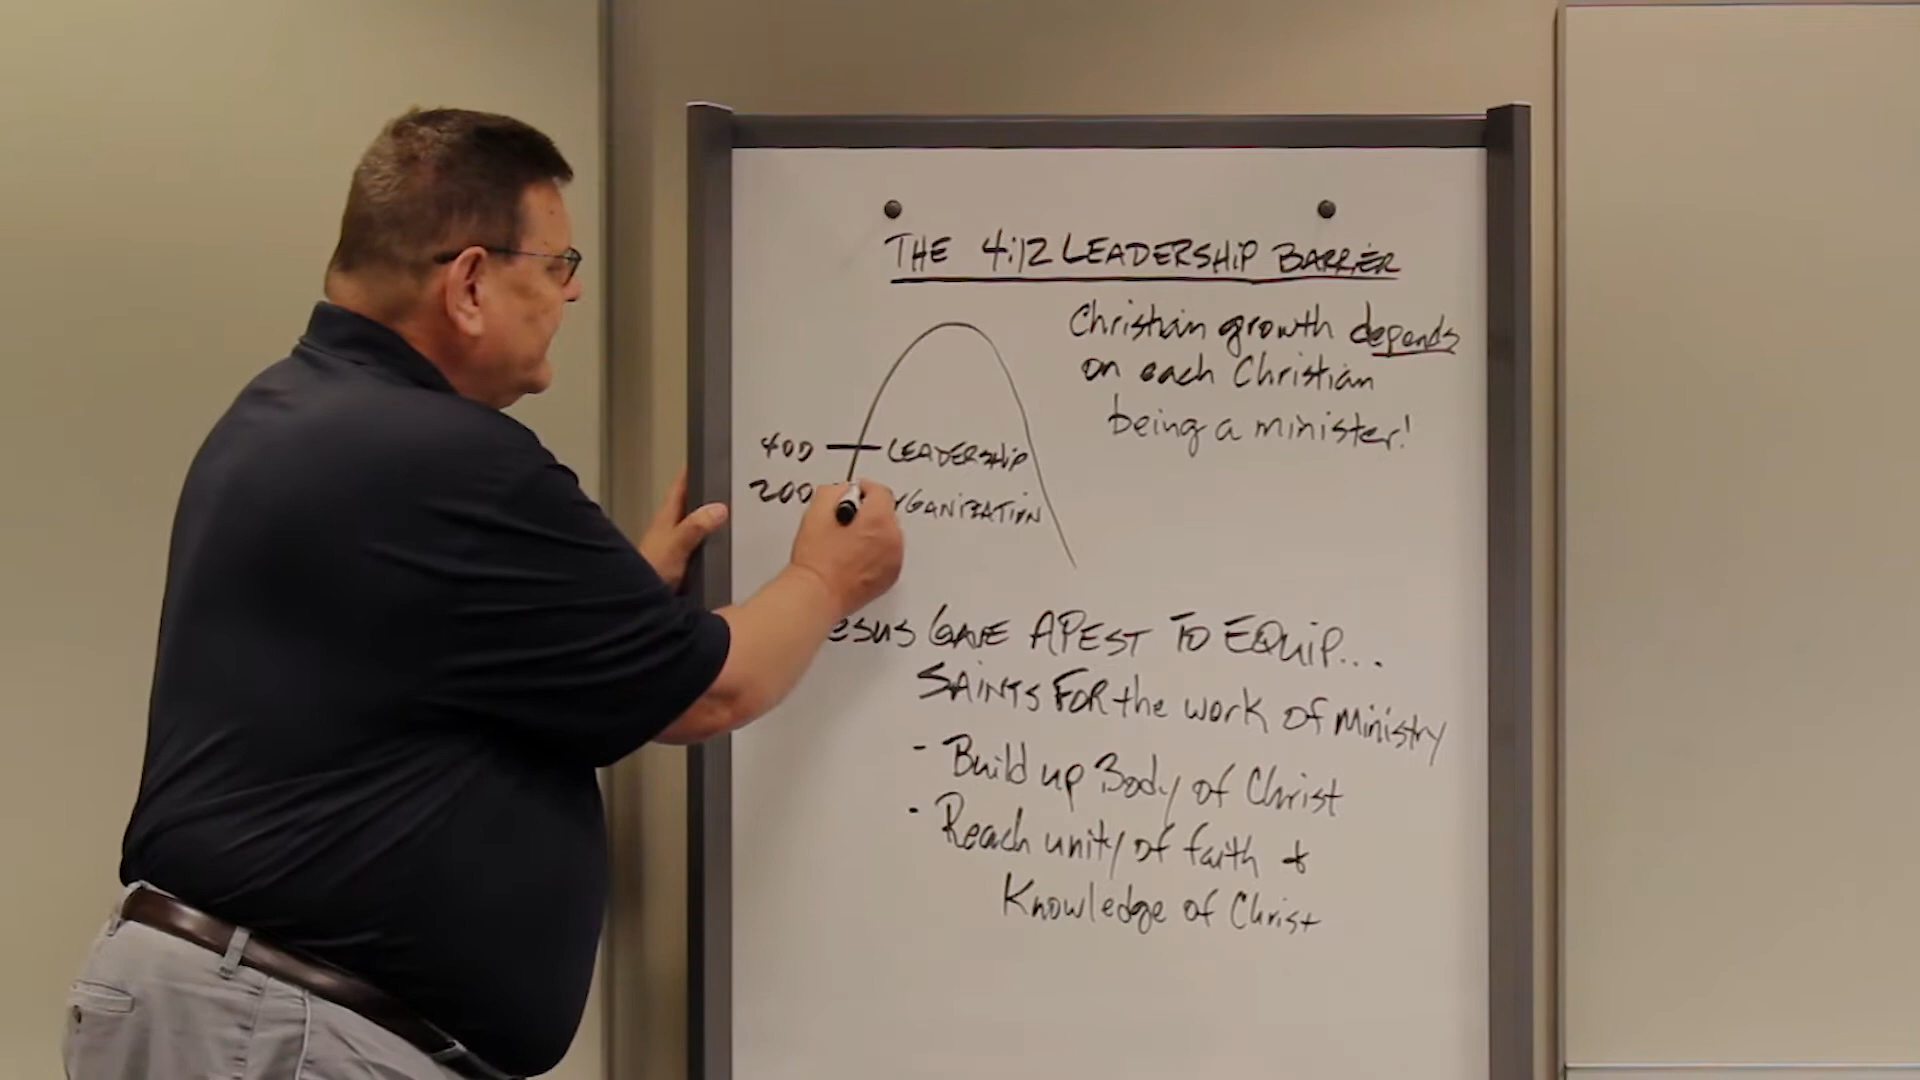 THE 4:12 LEADERSHIP BARRIER
Christian growth depends
on each Christian
being a minister!
400 LEADERSHIP
200 RGANIZATION
esus GAVE APEST TO EQUIP...
SAINTS FOR the work of Ministry
- Build up Body of Christ
- Reach unity of faith &
Knowledge of Christ